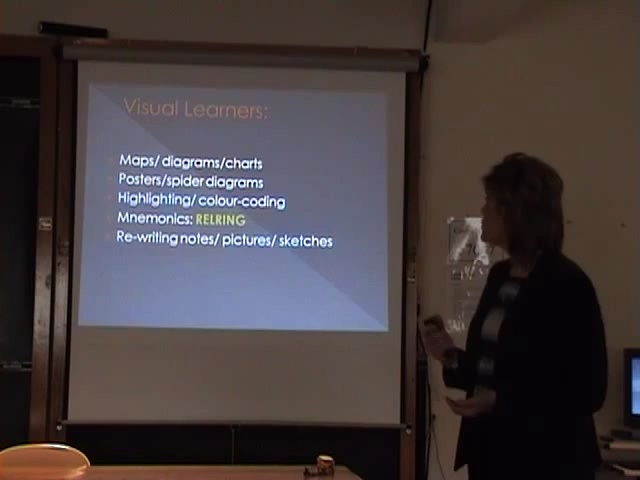 Visual Learners:
Maps/ diagrams/charts
Posters/spider diagrams
Highlighting/ colour-coding
Mnemonics: RELRING
Re-writing notes/ pictures/ sketches